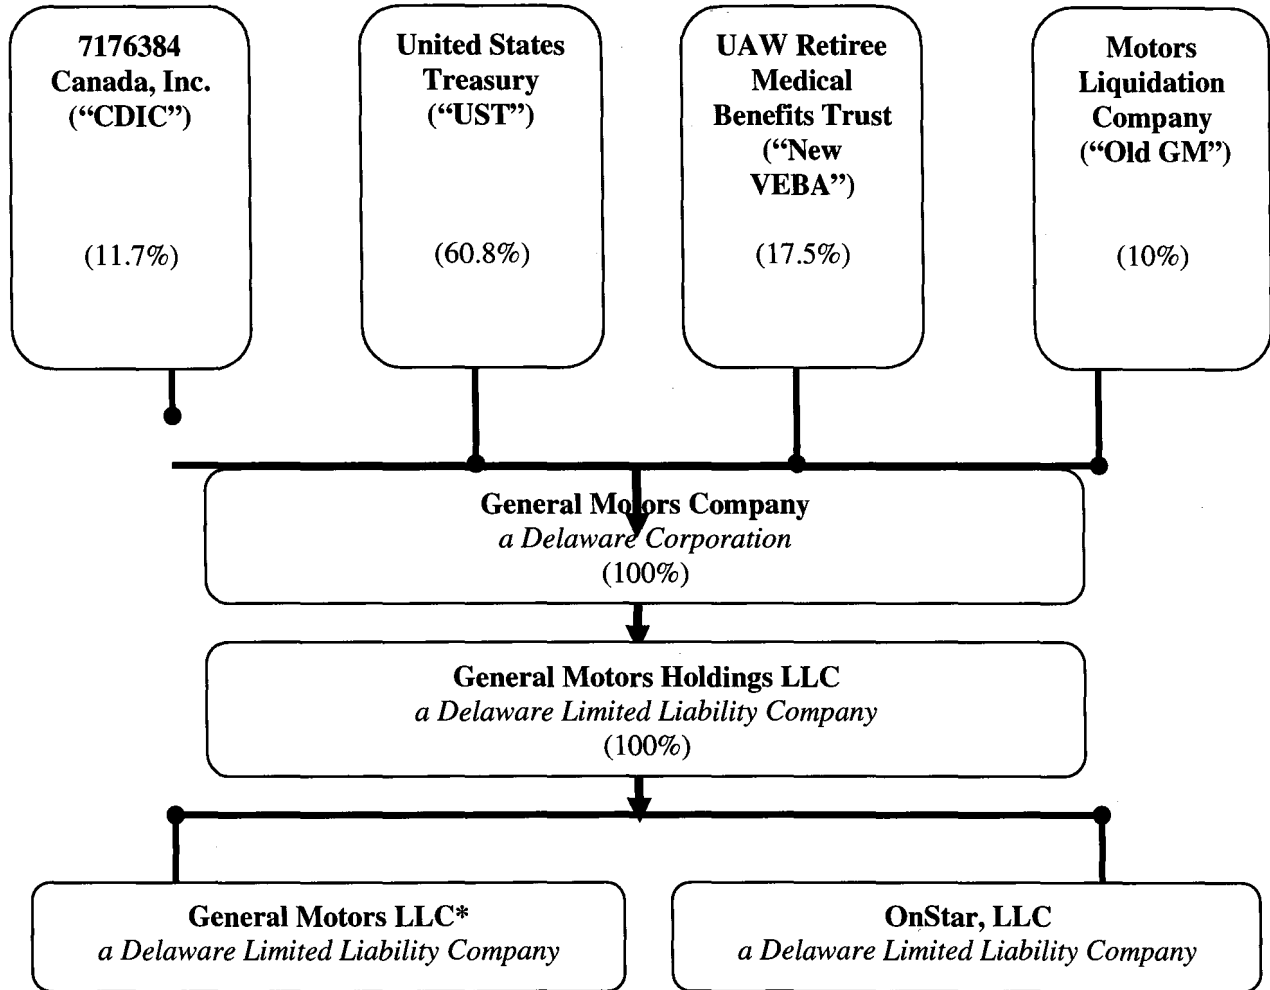 7176384
Canada, Inc.
(“CDIC”)
(11.7%)
United States
Treasury
(“UST”)
(60.8%)
UAW Retiree
Medical
Benefits Trust
(“New
VEBA”)
(17.5%)
Motors
Liquidation
Company
(“Old GM”)
(10%)
General Motors Company
a Delaware Corporation
(100%)
General Motors Holdings LLC
a Delaware Limited Liability Company
(100%)
General Motors LLC*
a Delaware Limited Liability Company
OnStar, LLC
a Delaware Limited Liability Company